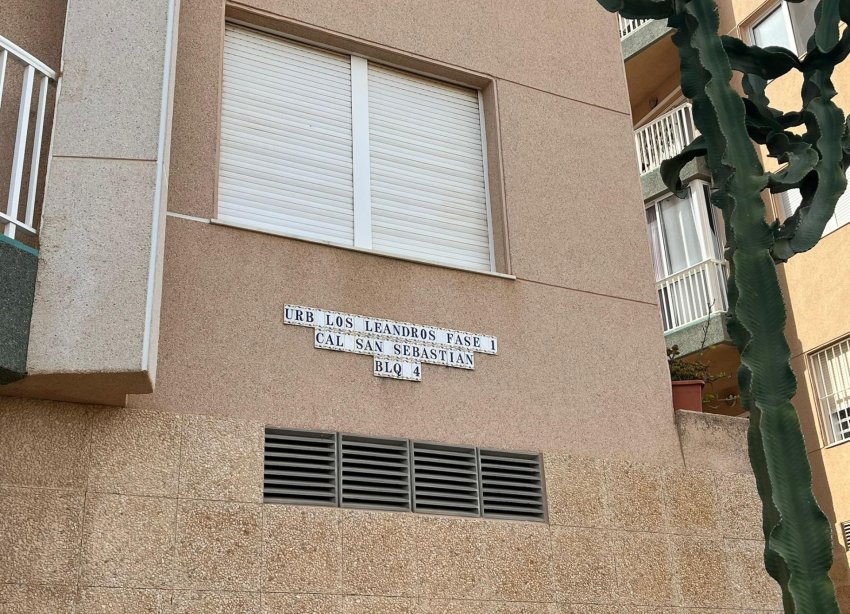 URB LOS LEANDROS FASE 1
CAL SAN SEBASTIAN
BLQ 4